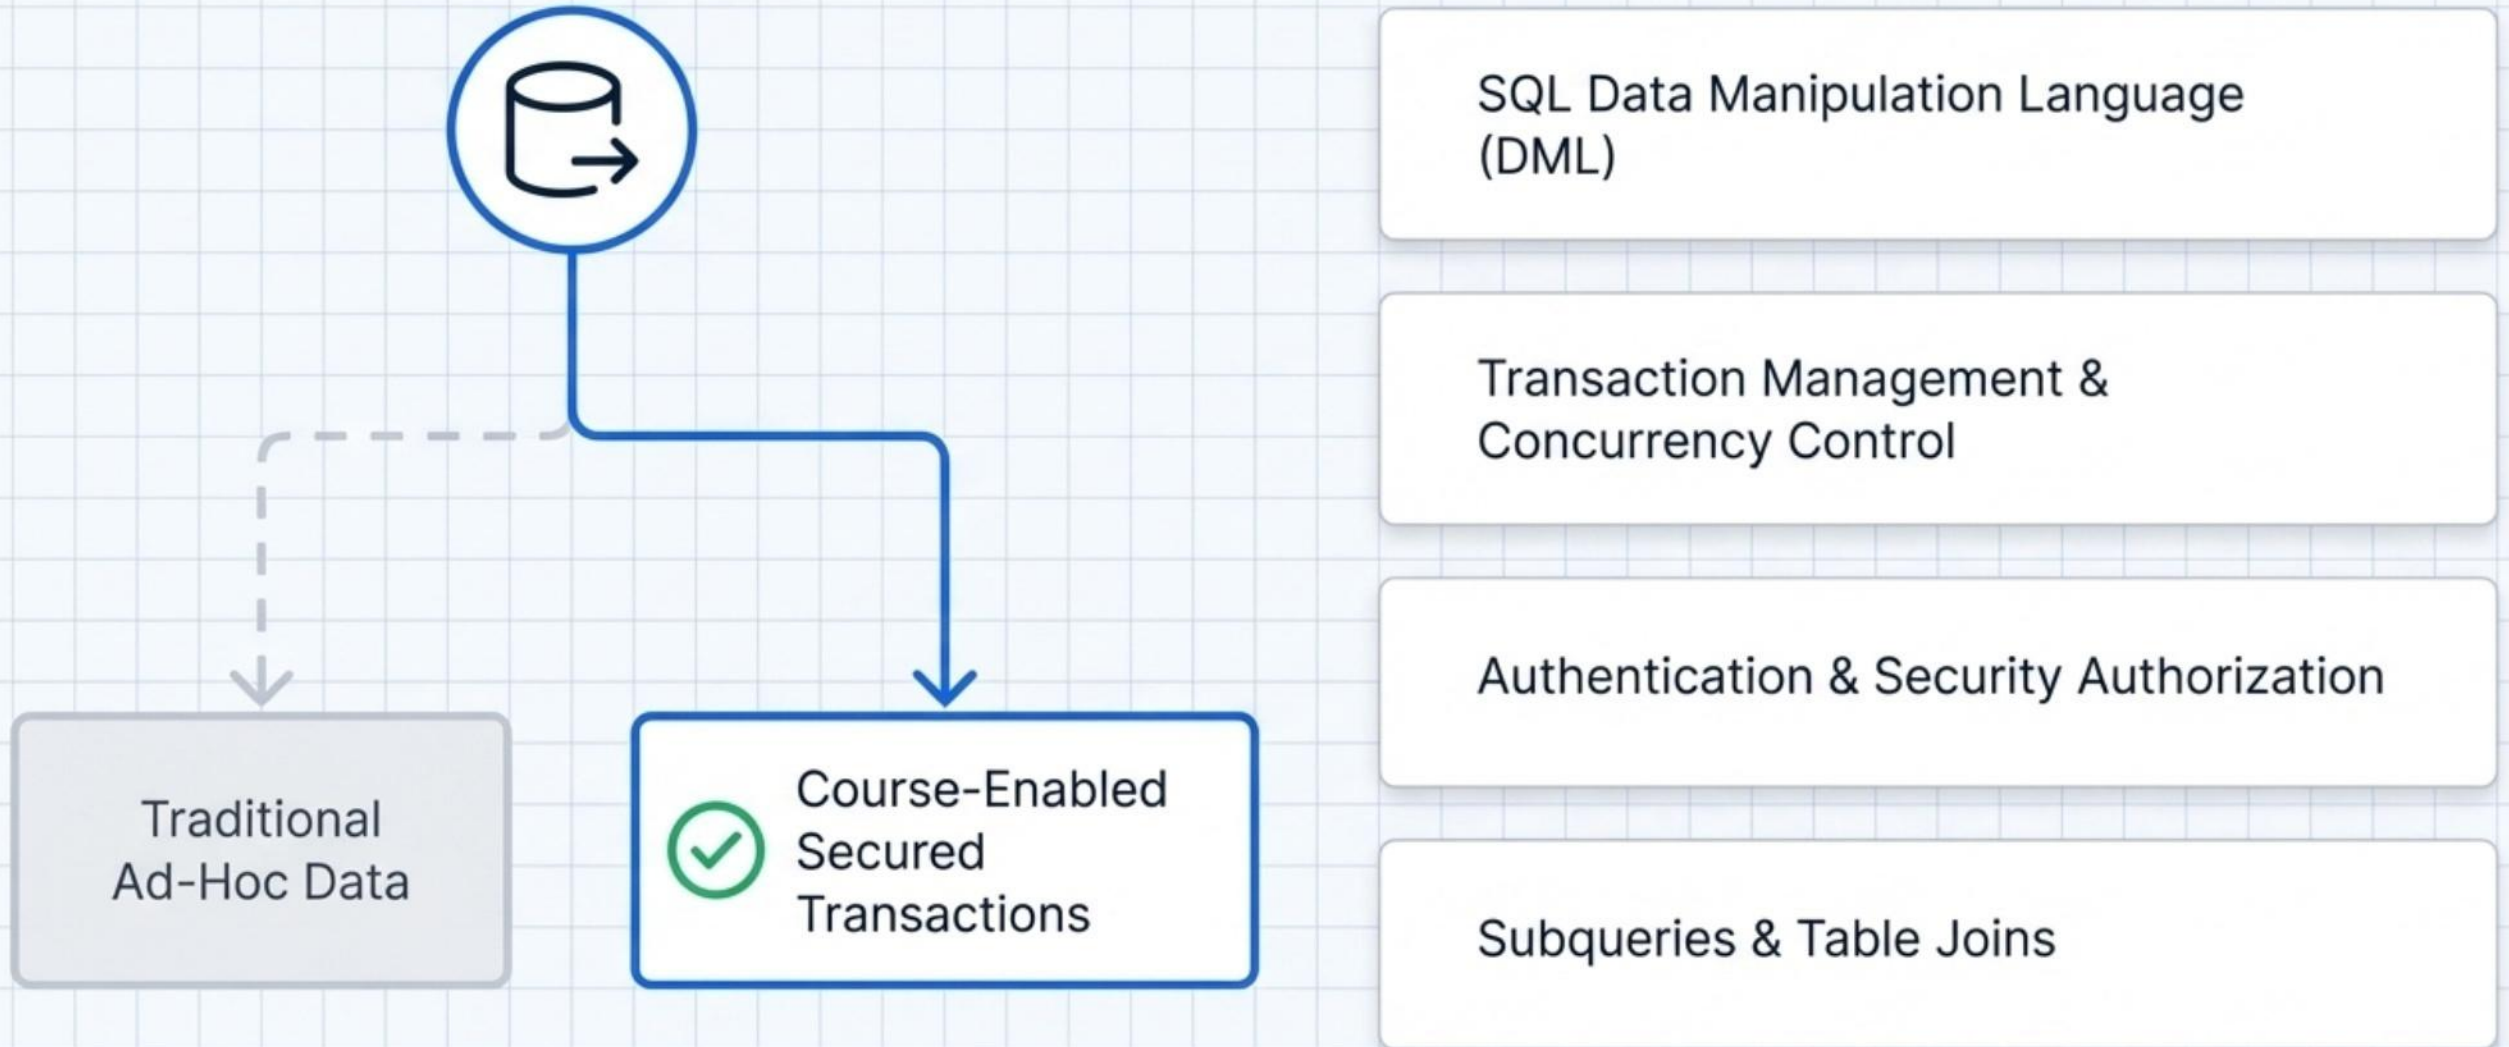 Traditional
Ad-Hoc Data
Course-Enabled
Secured
Transactions
SQL Data Manipulation Language
(DML)
Transaction Management &
Concurrency Control
Authentication & Security Authorization
Subqueries & Table Joins